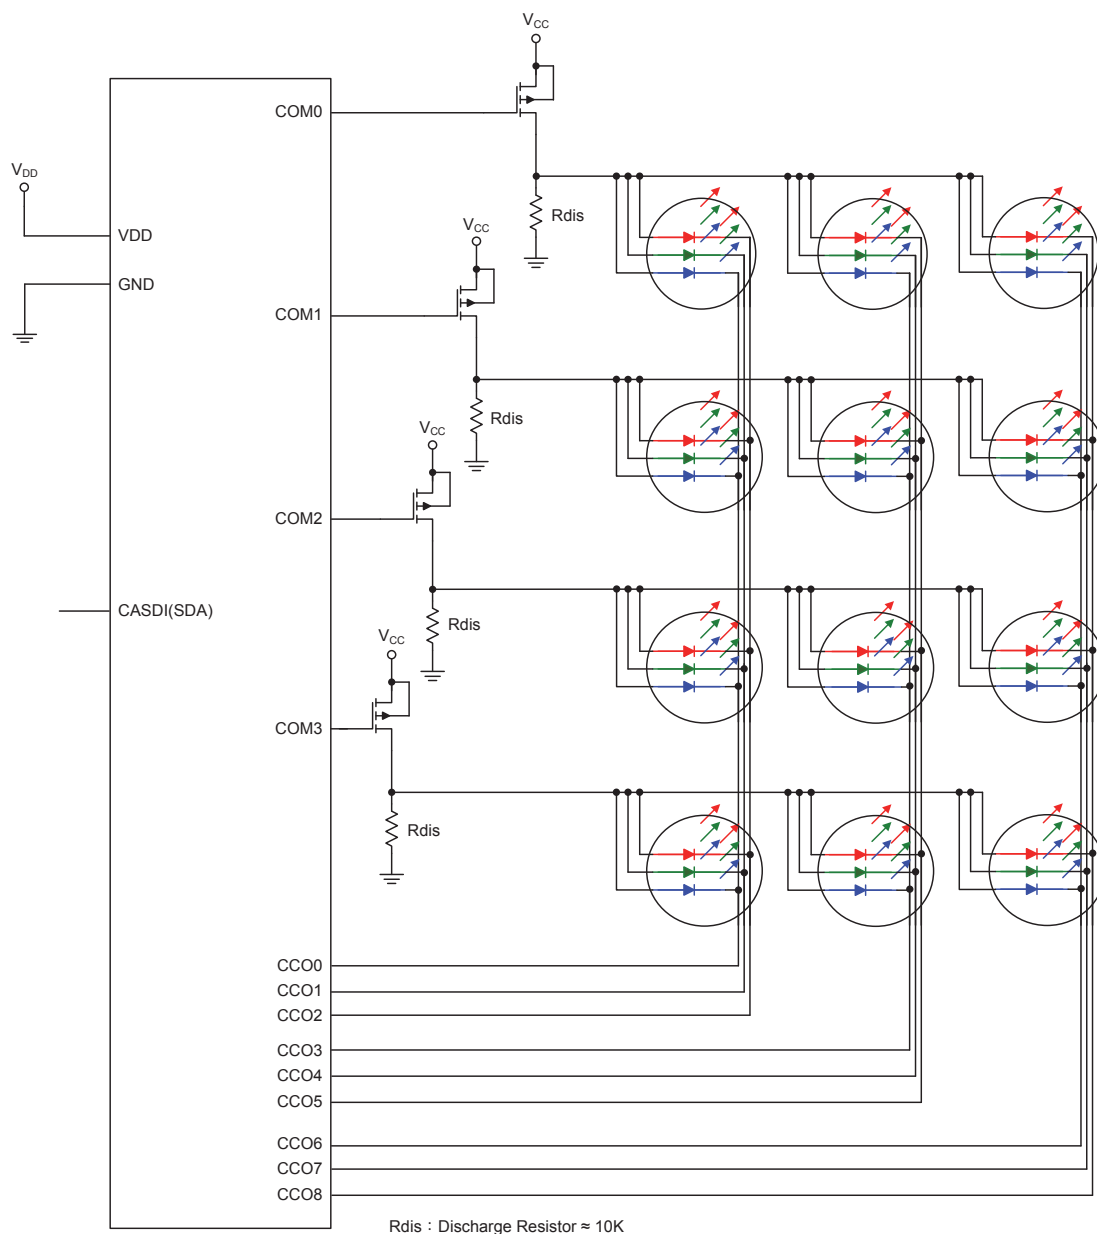 VCC
COM0
VDD
Rdis
VCC
VDD
GND
COM1
Rdis
VCC
COM2
CASDI(SDA)
Rdis
VCC
COM3
Rdis
CCO0
CCO1
CCO2
CCO3
CCO4
CCO5
CCO6
CCO7
CCO8
Rdis : Discharge Resistor ≈ 10K